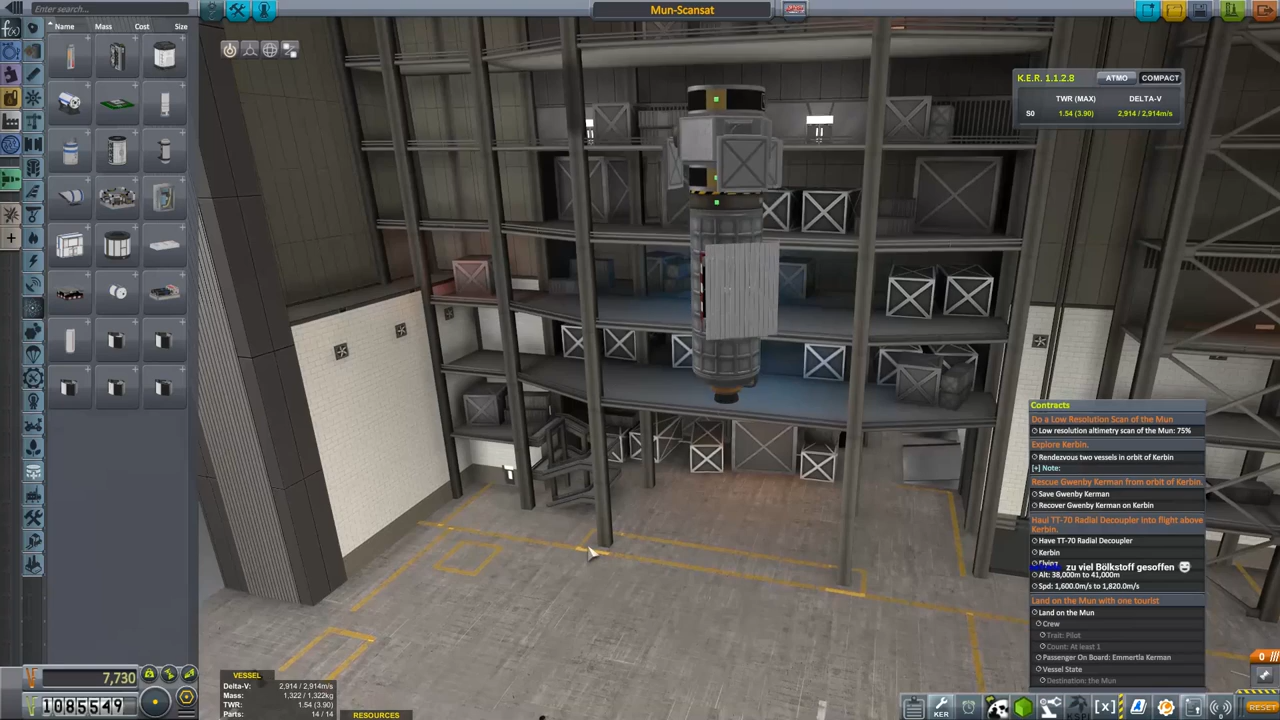 Enter search...
Mun-Scansat
Name Mass Cost Size
K.E.R. 1.1.2.8 ATMO COMPACT
TWR (MAX) DELTA-V
S0 1.54 (3.90) 2,914 / 2,914m/s
Contracts
Do a Low Resolution Scan of the Mun
Low resolution altimetry scan of the Mun: 75%
Explore Kerbin.
Rendezvous two vessels in orbit of Kerbin
[+] Note:
Rescue Gwenby Kerman from orbit of Kerbin.
Save Gwenby Kerman
Recover Gwenby Kerman on Kerbin
Haul TT-70 Radial Decoupler into flight above
Kerbin.
Have TT-70 Radial Decoupler
Kerbin
zu viel Bölkstoff gesoffen
Alt: 38,000m to 41,000m
Spd: 1,600.0m/s to 1,820.0m/s
Land on the Mun with one tourist
Land on the Mun
Crew
Trait: Pilot
Count: At least 1
Passenger On Board: Emmertia Kerman
Vessel State
Destination: the Mun
7,730
1085549
VESSEL
Delta-V: 2,914 / 2,914m/s
Mass: 1,322 / 1,322kg
TWR: 1.54 (3.90)
Parts: 14 / 14
RESOURCES
KER
0
RESET